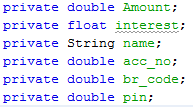 private double Amount;
private float interest;
private String name;
private double acc_no;
private double br_code;
private double pin;